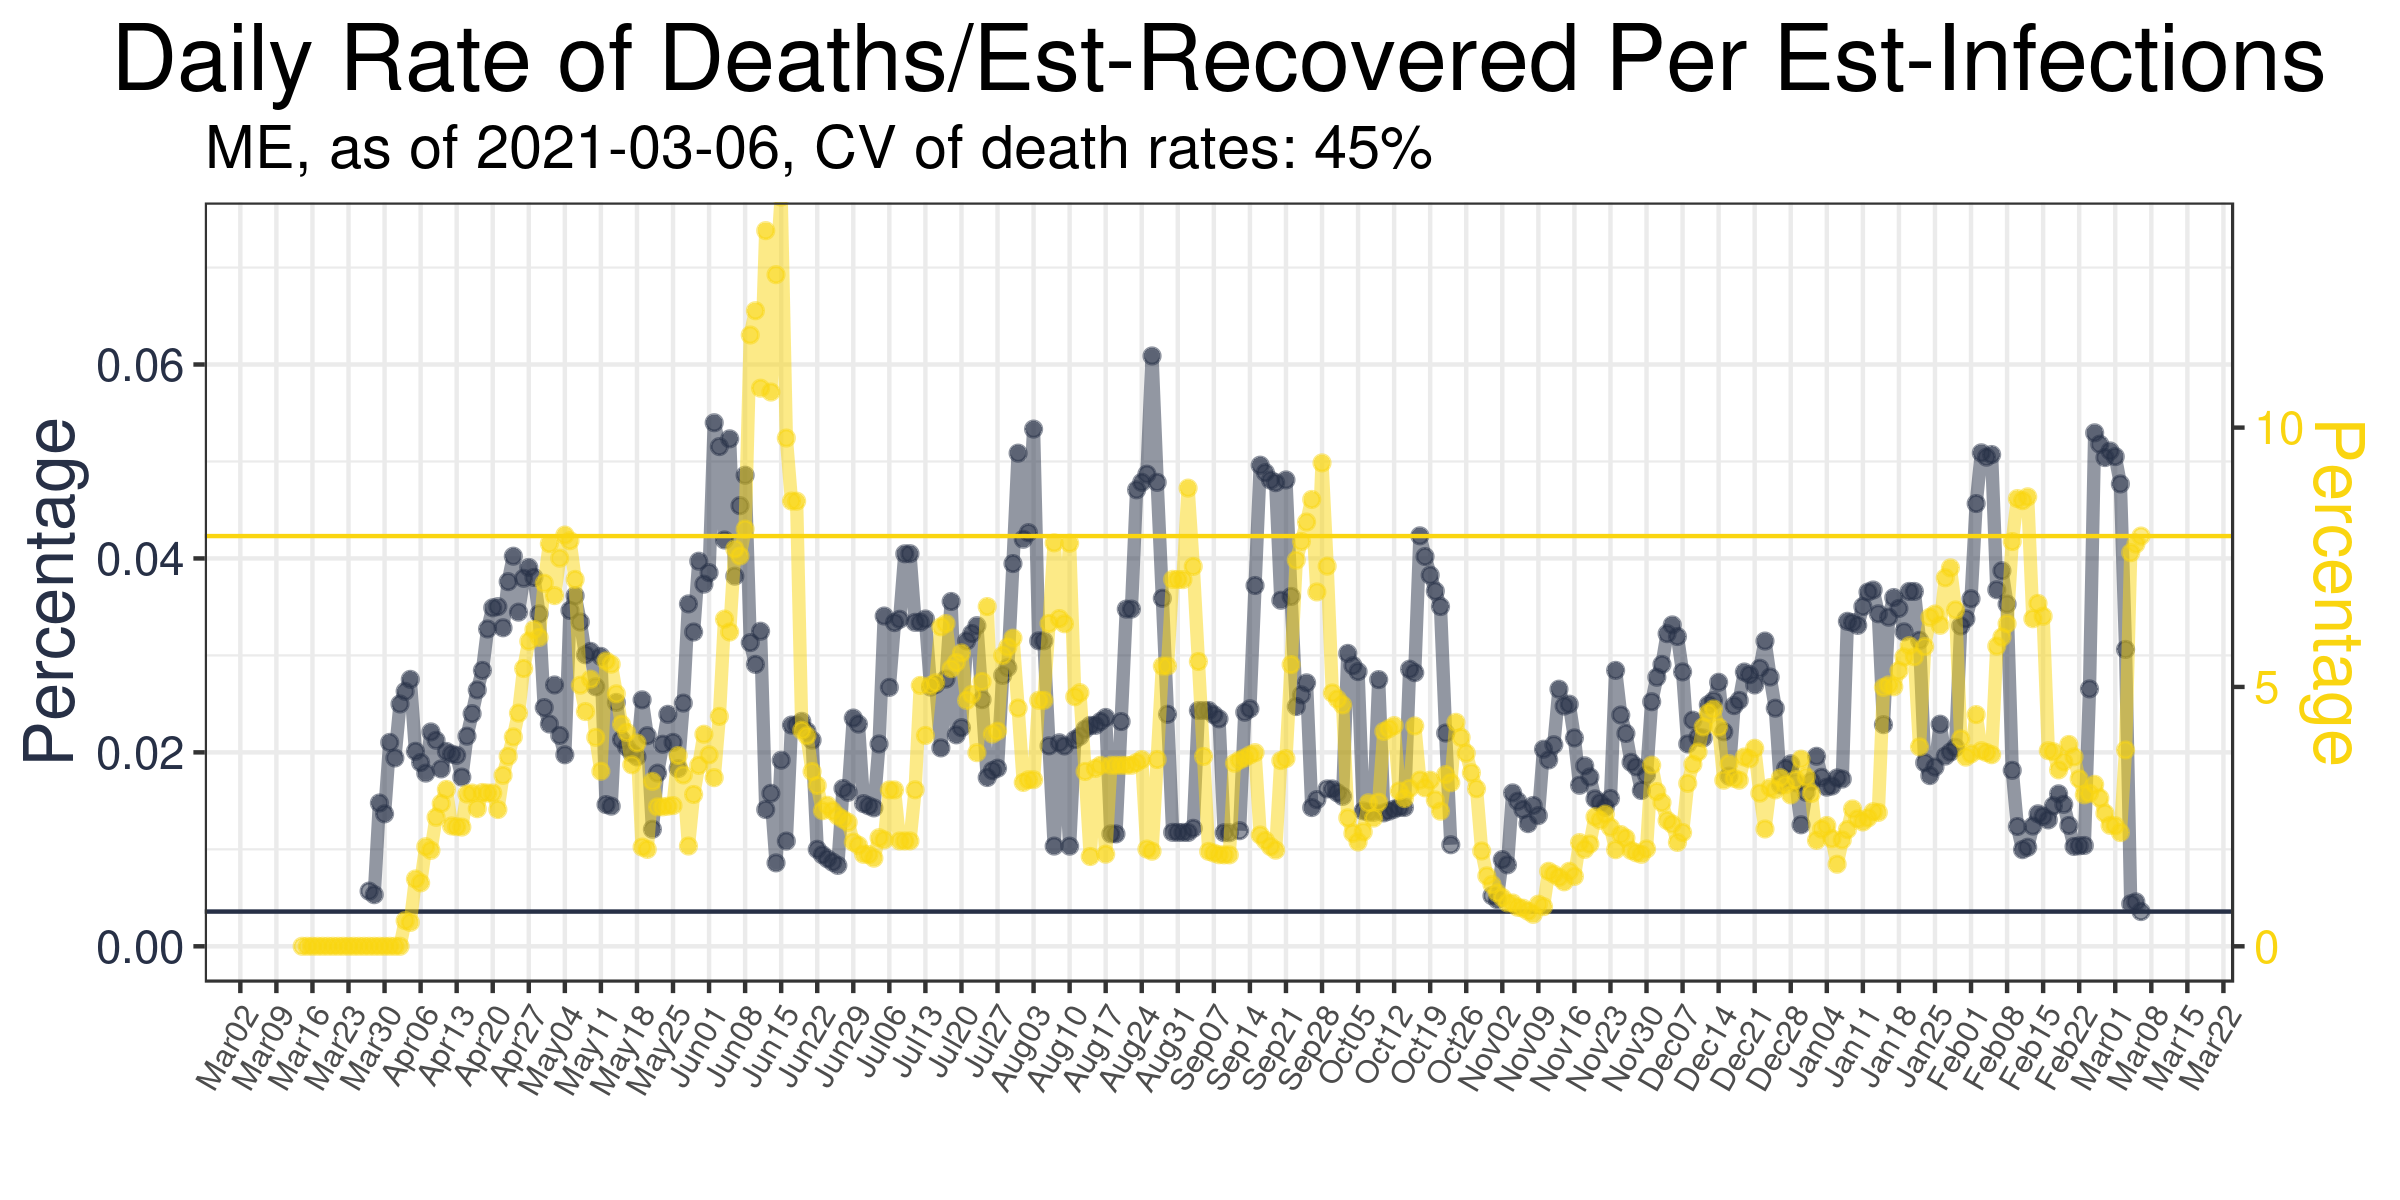 Daily Rate of Deaths/Est-Recovered Per Est-Infections
ME, as of 2021-03-06, CV of death rates: 45%
Percentage
0.06
0.04
0.02
0.00
10
5
0
Percentage
Mar02
Mar09
Mar16
Mar23
Mar30
Apr06
Apr13
Apr20
Apr27
May04
May11
May18
May25
Jun01
Jun08
Jun15
Jun22
Jun29
Jul06
Jul13
Jul20
Jul27
Aug03
Aug10
Aug17
Aug24
Aug31
Sep07
Sep14
Sep21
Sep28
Oct05
Oct12
Oct19
Oct26
Nov02
Nov09
Nov16
Nov23
Nov30
Dec07
Dec14
Dec21
Dec28
Jan04
Jan11
Jan18
Jan25
Feb01
Feb08
Feb15
Feb22
Mar01
Mar08
Mar15
Mar22